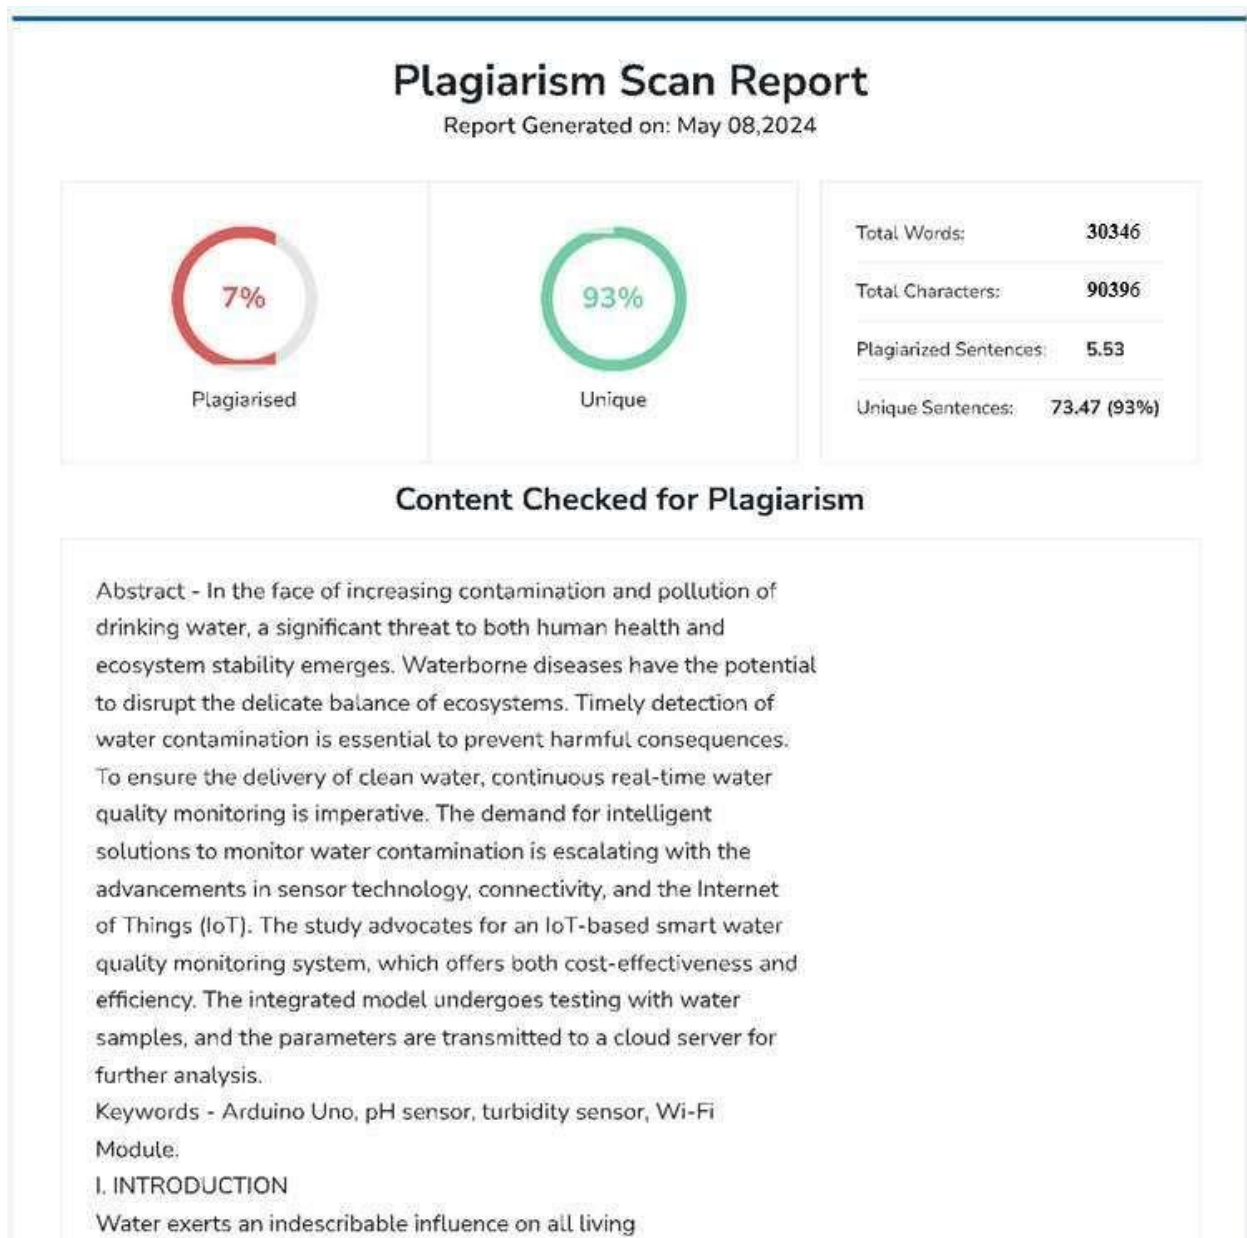 Plagiarism Scan Report
Report Generated on: May 08,2024
7%
Plagiarised
93%
Unique
Total Words: 30346
Total Characters: 90396
Plagiarized Sentences: 5.53
Unique Sentences: 73.47 (93%)
Content Checked for Plagiarism
Abstract - In the face of increasing contamination and pollution of
drinking water, a significant threat to both human health and
ecosystem stability emerges. Waterborne diseases have the potential
to disrupt the delicate balance of ecosystems. Timely detection of
water contamination is essential to prevent harmful consequences.
To ensure the delivery of clean water, continuous real-time water
quality monitoring is imperative. The demand for intelligent
solutions to monitor water contamination is escalating with the
advancements in sensor technology, connectivity, and the Internet
of Things (IoT). The study advocates for an IoT-based smart water
quality monitoring system, which offers both cost-effectiveness and
efficiency. The integrated model undergoes testing with water
samples, and the parameters are transmitted to a cloud server for
further analysis.
Keywords - Arduino Uno, pH sensor, turbidity sensor, Wi-Fi
Module.
I. INTRODUCTION
Water exerts an indescribable influence on all living